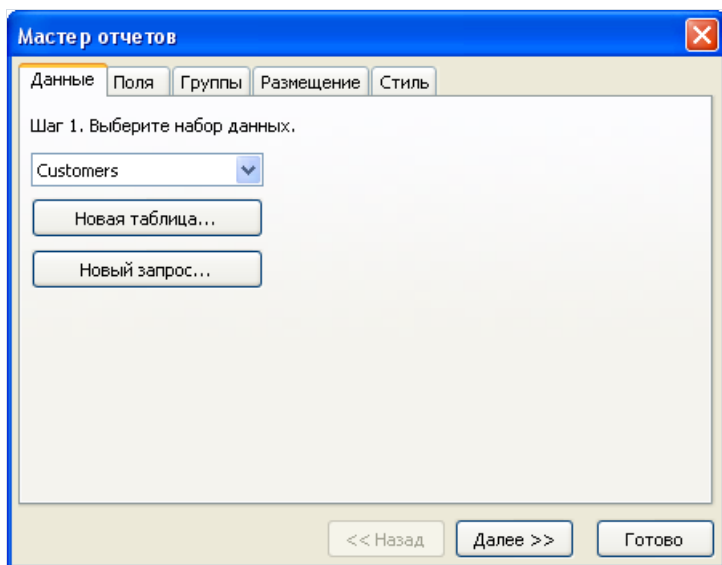 Мастер отчетов
Данные Поля Группы Размещение Стиль
Шаг 1. Выберите набор данных.
Customers
Новая таблица...
Новый запрос...
<< Назад Далее >> Готово